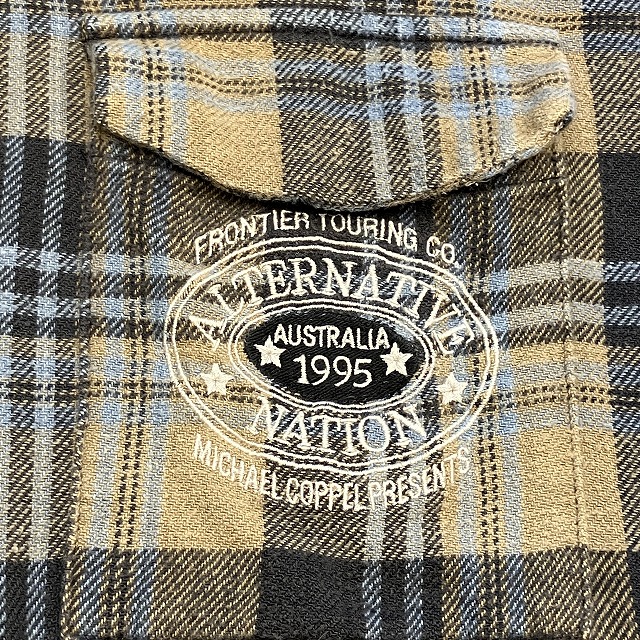 FRONTIER TOURING CO.
ALTERNATIVE
AUSTRALIA
1995
NATION
MICHAEL COPPEL PRESENTS